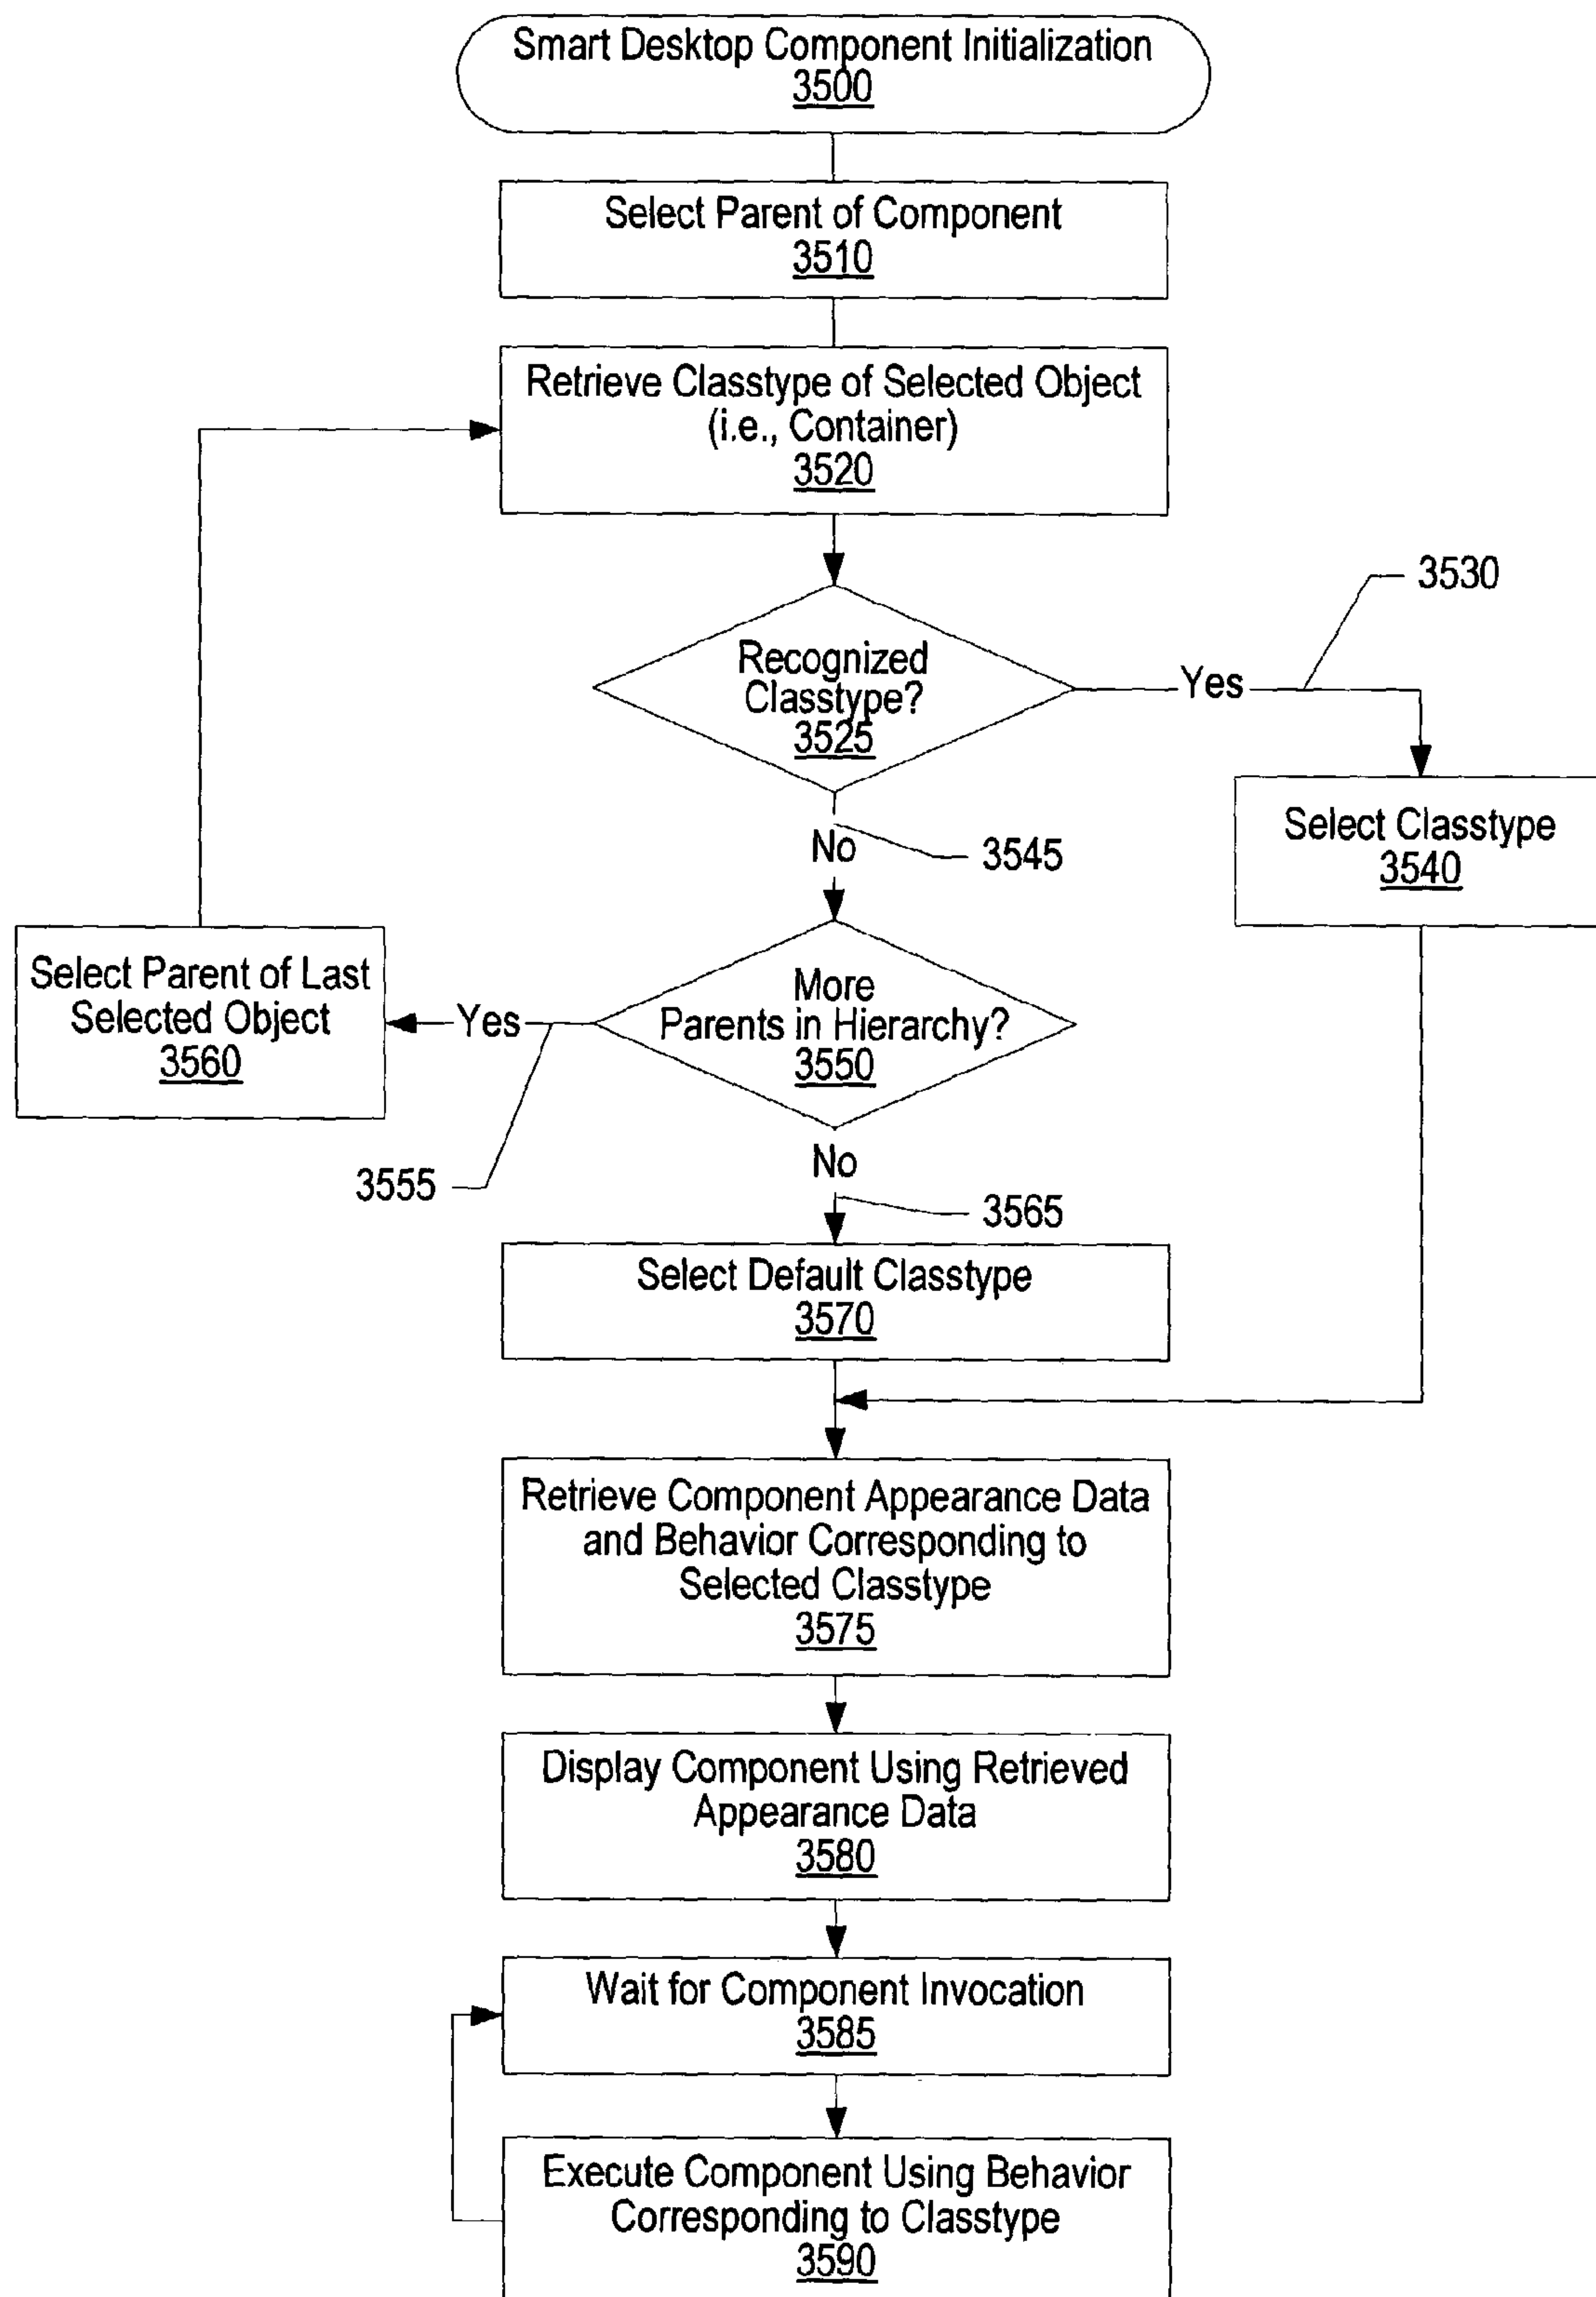 Smart Desktop Component Initialization
3500
Select Parent of Component
3510
Retrieve Classtype of Selected Object
(i.e., Container)
3520
3530
Recognized
Classtype?
3525
Yes
Select Classtype
3540
No
3545
Select Parent of Last
Selected Object
3560
Yes
More
Parents in Hierarchy?
3550
3555
No
3565
Select Default Classtype
3570
Retrieve Component Appearance Data
and Behavior Corresponding to
Selected Classtype
3575
Display Component Using Retrieved
Appearance Data
3580
Wait for Component Invocation
3585
Execute Component Using Behavior
Corresponding to Classtype
3590